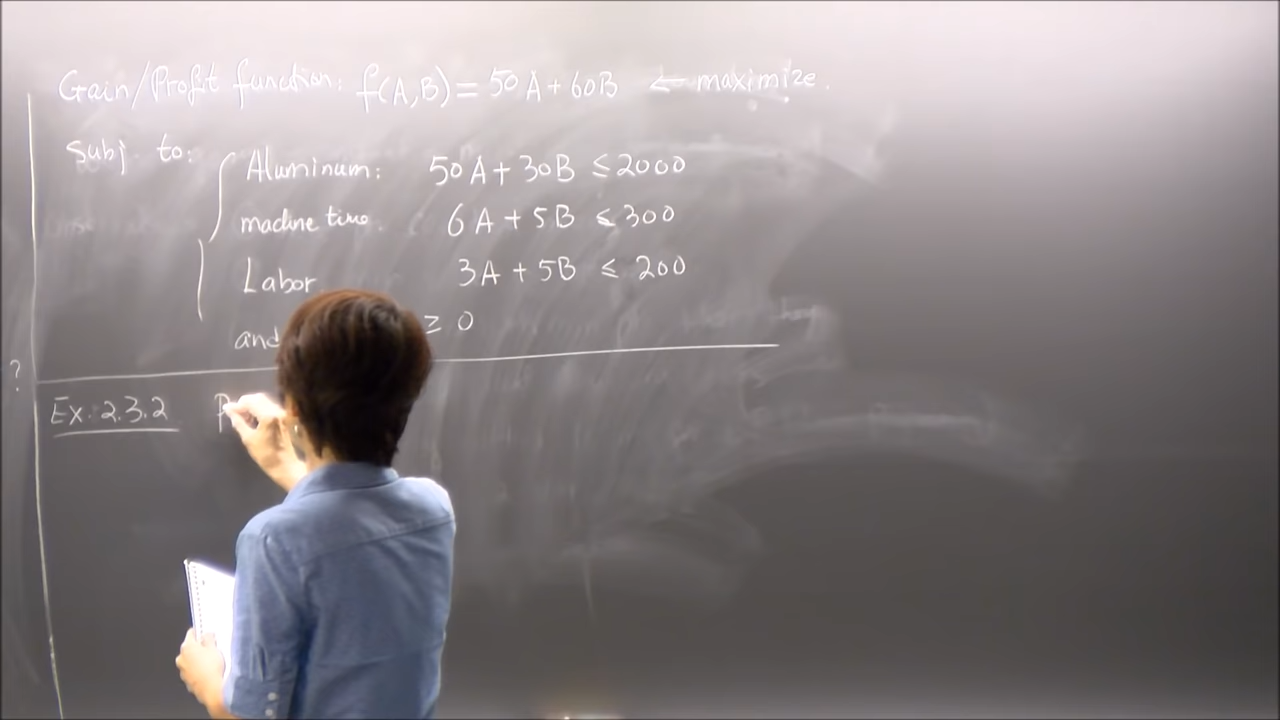 Gain/Profit function: f(A,B) = 50A + 60B ← maximize.
Subj. to:
Aluminum: 50A + 30B ≤ 2000
machine time. 6A + 5B ≤ 300
Labor. 3A + 5B ≤ 200
and ≥ 0
?
Ex. 2.3.2 P